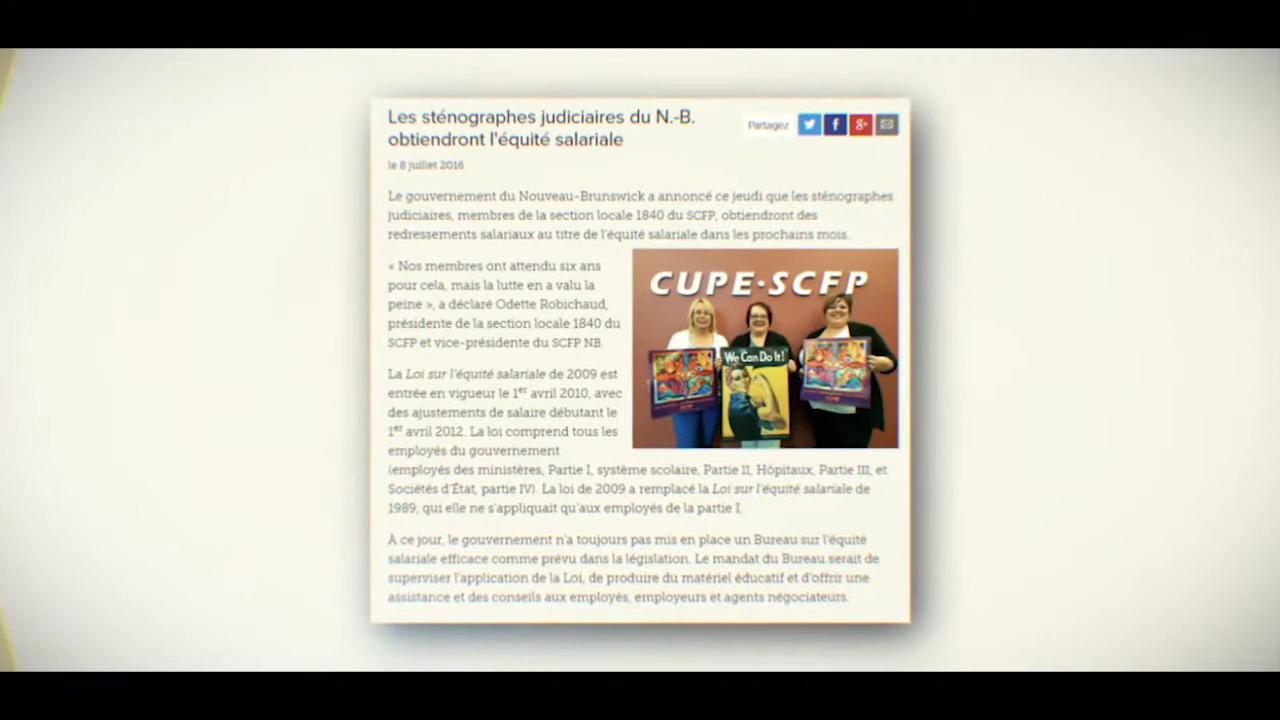 Les sténographes judiciaires du N.-B.
obtiendront l'équité salariale
Partagez
le 8 juillet 2016
Le gouvernement du Nouveau-Brunswick a annoncé ce jeudi que les sténographes
judiciaires, membres de la section locale 1840 du SCFP, obtiendront des
redressements salariaux au titre de l'équité salariale dans les prochains mois.
« Nos membres ont attendu six ans
pour cela, mais la lutte en a valu la
peine », a déclaré Odette Robichaud,
présidente de la section locale 1840 du
SCFP et vice-présidente du SCFP NB.
CUPE·SCFP
We Can Do It!
La Loi sur l'équité salariale de 2009 est
entrée en vigueur le 1er avril 2010, avec
des ajustements de salaire débutant le
1er avril 2012. La loi comprend tous les
employés du gouvernement
(employés des ministères, Partie I, système scolaire, Partie II, Hôpitaux, Partie III, et
Sociétés d'État, partie IV). La loi de 2009 a remplacé la Loi sur l'équité salariale de
1989, qui elle ne s'appliquait qu'aux employés de la partie I.
À ce jour, le gouvernement n'a toujours pas mis en place un Bureau sur l'équité
salariale efficace comme prévu dans la législation. Le mandat du Bureau serait de
superviser l'application de la Loi, de produire du matériel éducatif et d'offrir une
assistance et des conseils aux employés, employeurs et agents négociateurs.